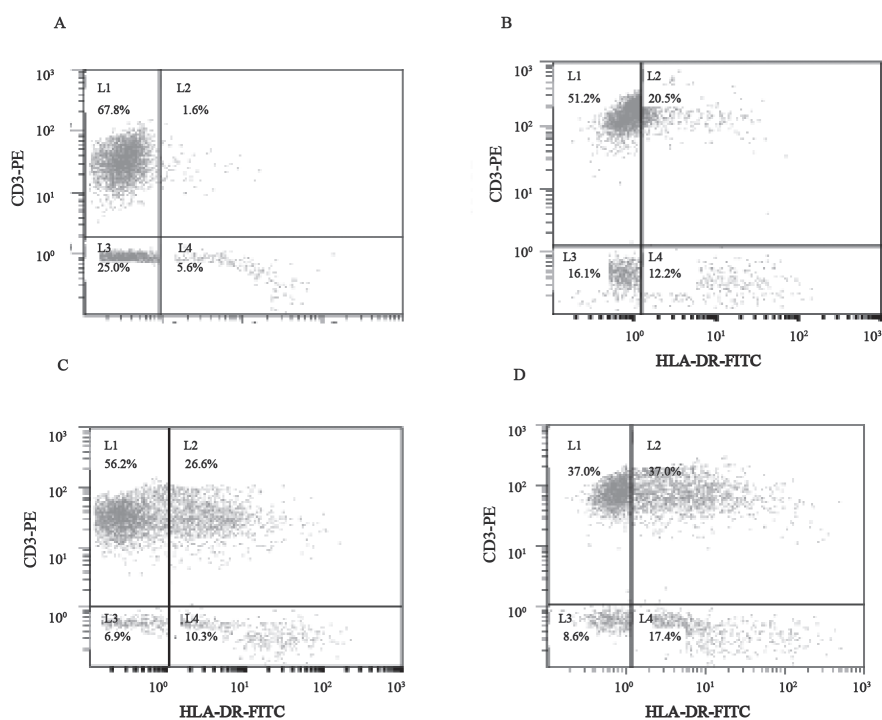 A
10³
L1
L2
67.8%
1.6%
10²
CD3-PE
10¹
L3
L4
10⁰
25.0%
5.6%
B
10³
L1
L2
51.2%
20.5%
10²
CD3-PE
10¹
10⁰
L3
L4
16.1%
12.2%
10⁰ 10¹ 10² 10³
HLA-DR-FITC
C
10³
L1
L2
56.2%
26.6%
10²
CD3-PE
10¹
10⁰
L3
L4
6.9%
10.3%
10⁰ 10¹ 10² 10³
HLA-DR-FITC
D
10³
L1
L2
37.0%
37.0%
10²
CD3-PE
10¹
10⁰
L3
L4
8.6%
17.4%
10⁰ 10¹ 10² 10³
HLA-DR-FITC